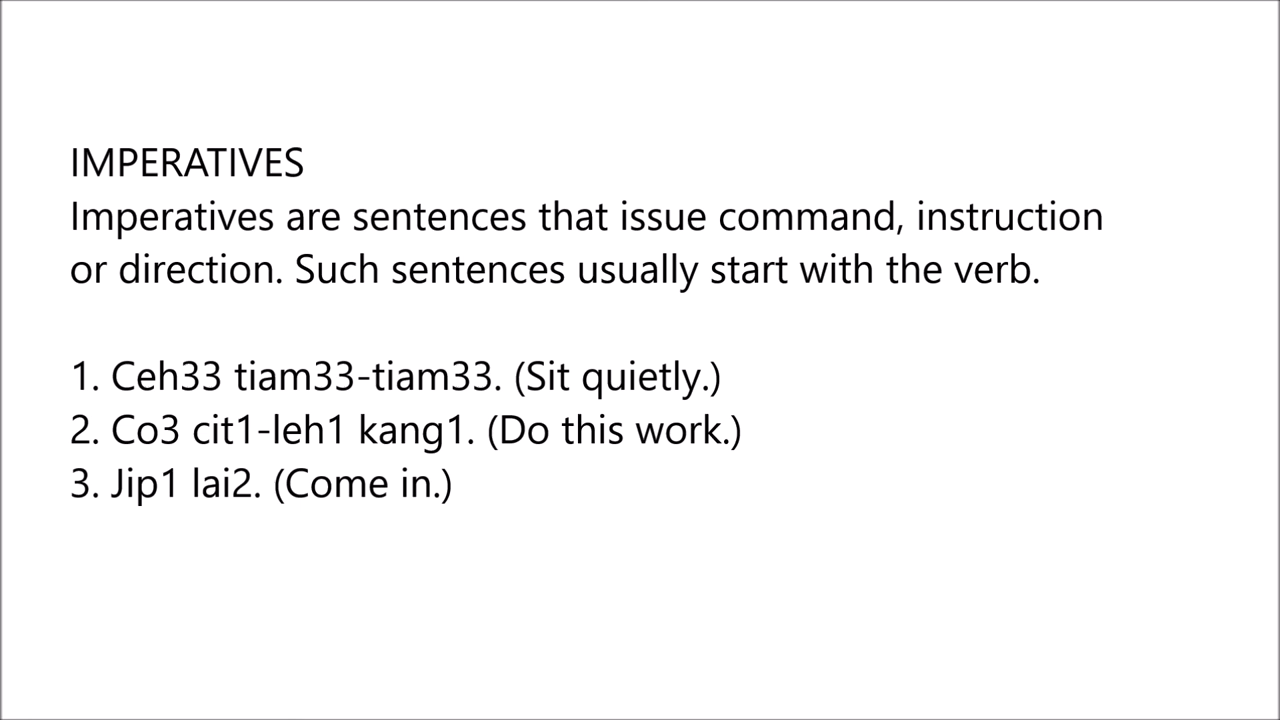 IMPERATIVES
Imperatives are sentences that issue command, instruction
or direction. Such sentences usually start with the verb.
1. Ceh33 tiam33-tiam33. (Sit quietly.)
2. Co3 cit1-leh1 kang1. (Do this work.)
3. Jip1 lai2. (Come in.)